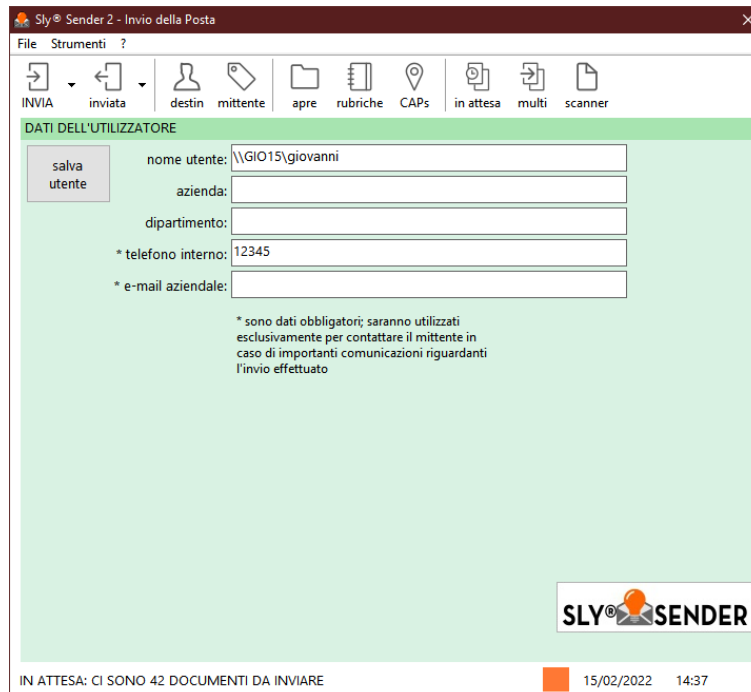 Sly® Sender 2 - Invio della Posta
File Strumenti ?
INVIA inviata destin mittente apre rubriche CAPs in attesa multi scanner
DATI DELL'UTILIZZATORE
salva
utente
nome utente: \\GIO15\giovanni
azienda:
dipartimento:
* telefono interno: 12345
* e-mail aziendale:
* sono dati obbligatori; saranno utilizzati
esclusivamente per contattare il mittente in
caso di importanti comunicazioni riguardanti
l'invio effettuato
SLY® SENDER
IN ATTESA: CI SONO 42 DOCUMENTI DA INVIARE 15/02/2022 14:37